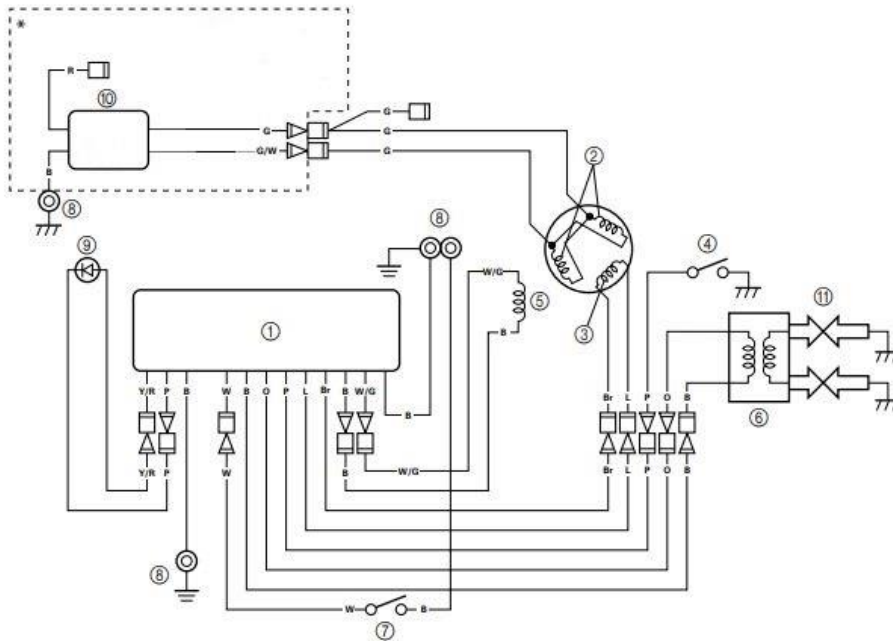 *
R
⑩
G
G
G
G/W
G
B
⑧
②
⑨
⑧
④
W/G
⑤
③
⑪
①
B
⑥
Y/R P B W B O P L Br B W/G
B
Br L P O B
W/G
Y/R P W B
Br L P O B
⑧
W B
⑦